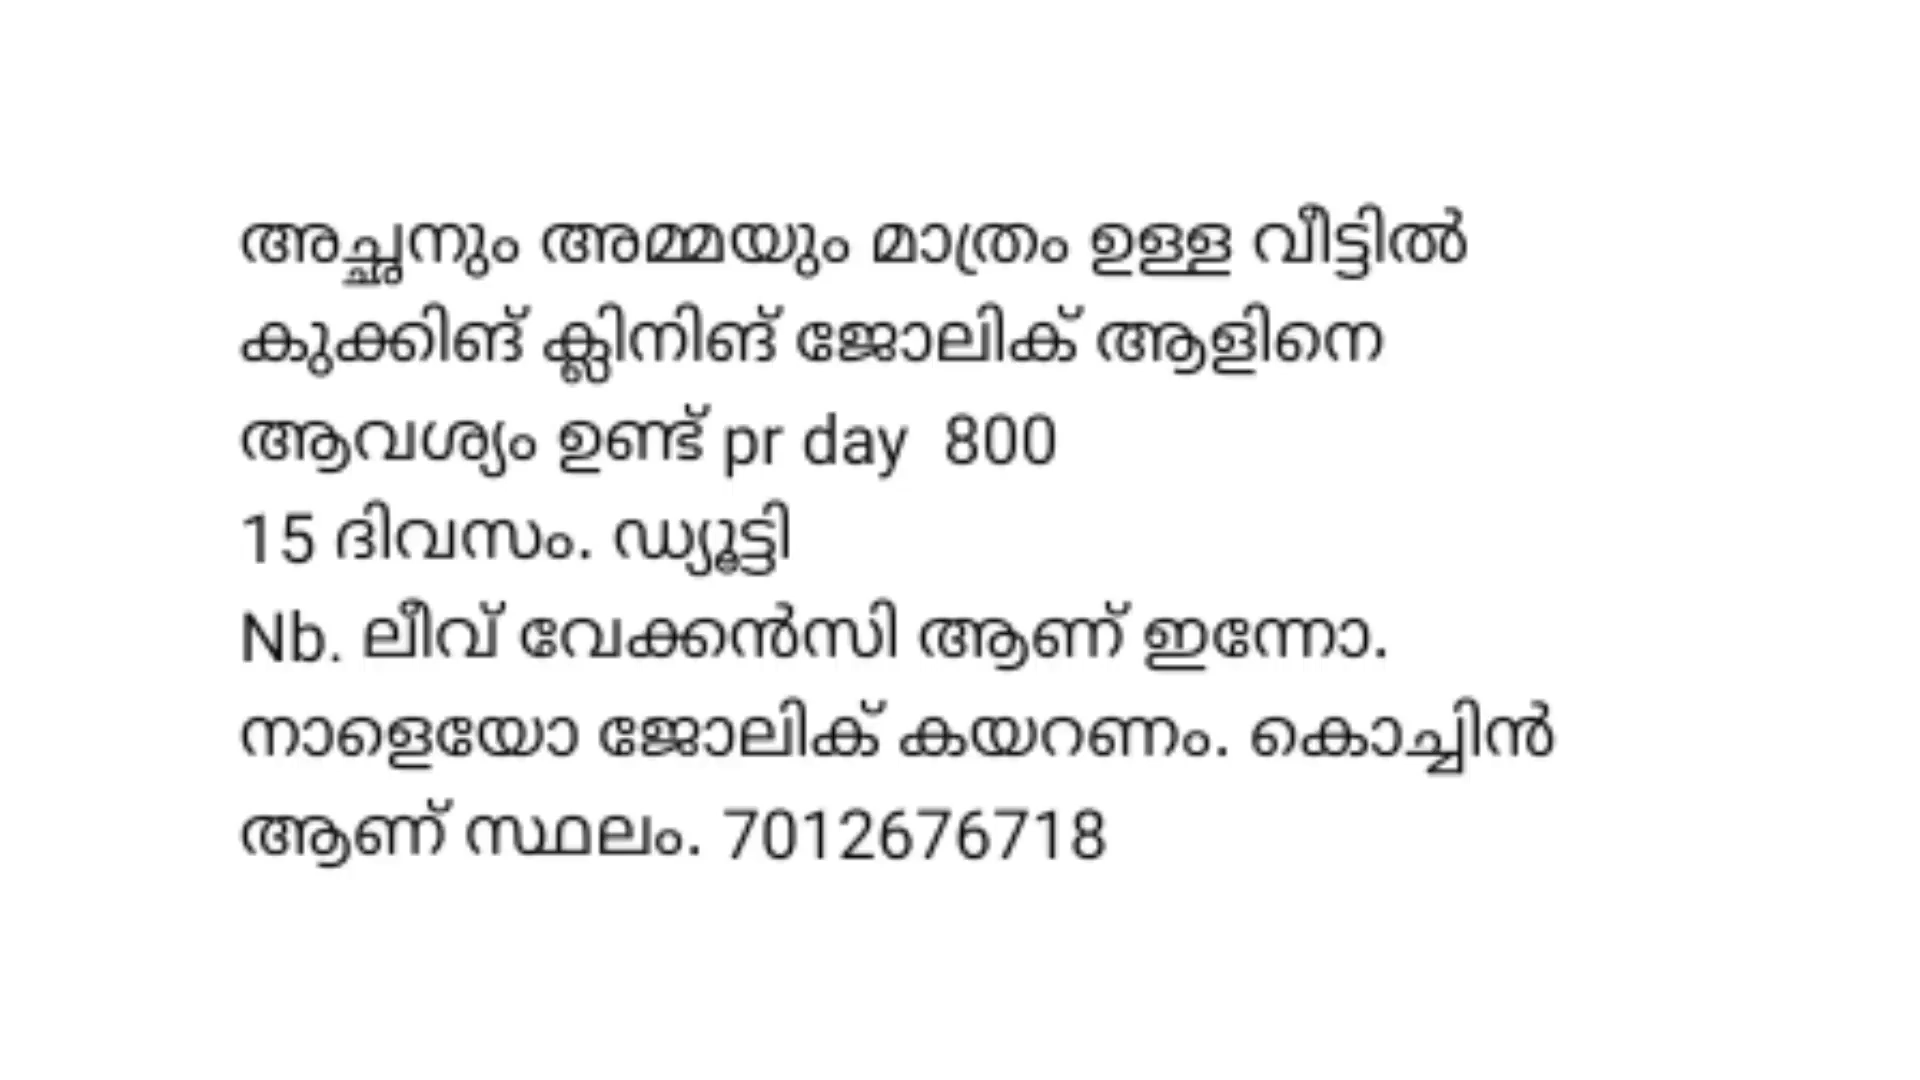 അച്ഛനും അമ്മയും മാത്രം ഉള്ള വീട്ടിൽ
കുക്കിങ് ക്ലിനിങ് ജോലിക് ആളിനെ
ആവശ്യം ഉണ്ട് pr day  800
15 ദിവസം. ഡ്യൂട്ടി
Nb. ലീവ് വേക്കൻസി ആണ് ഇന്നോ.
നാളെയോ ജോലിക് കയറണം. കൊച്ചിൻ
ആണ് സ്ഥലം. 7012676718